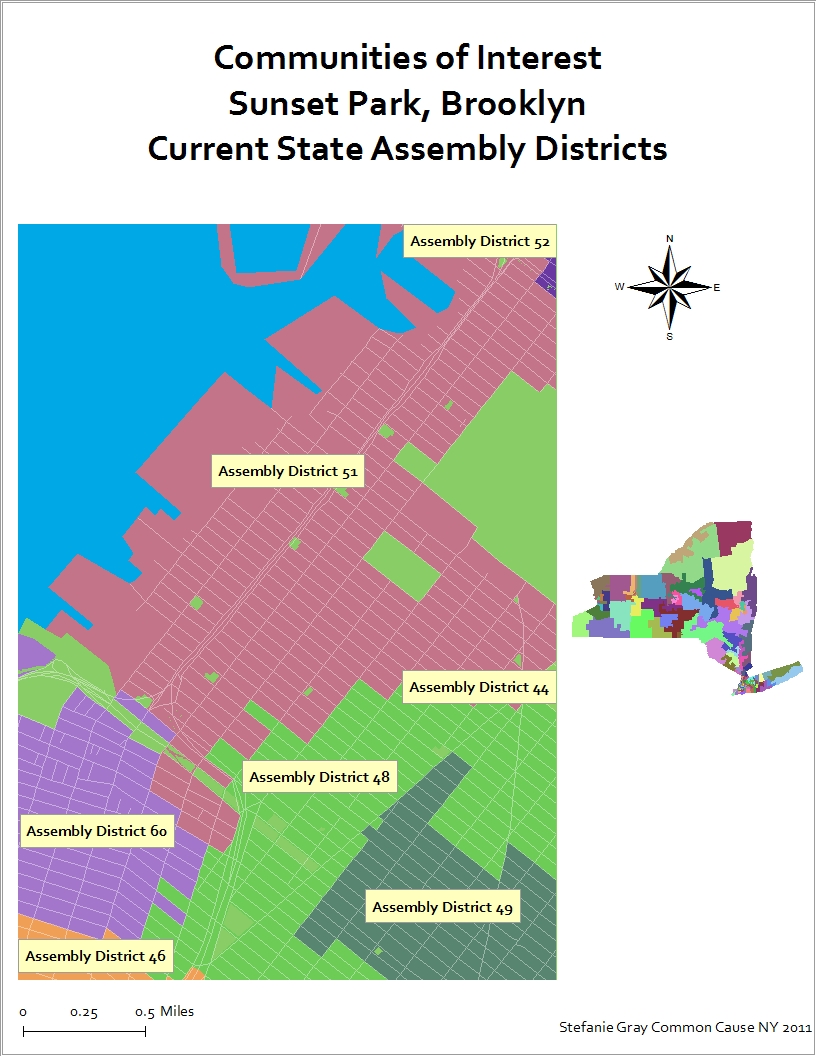 Communities of Interest
Sunset Park, Brooklyn
Current State Assembly Districts
Assembly District 52
N
W
E
S
Assembly District 51
Assembly District 44
Assembly District 48
Assembly District 60
Assembly District 49
Assembly District 46
0 0.25 0.5 Miles
Stefanie Gray Common Cause NY 2011